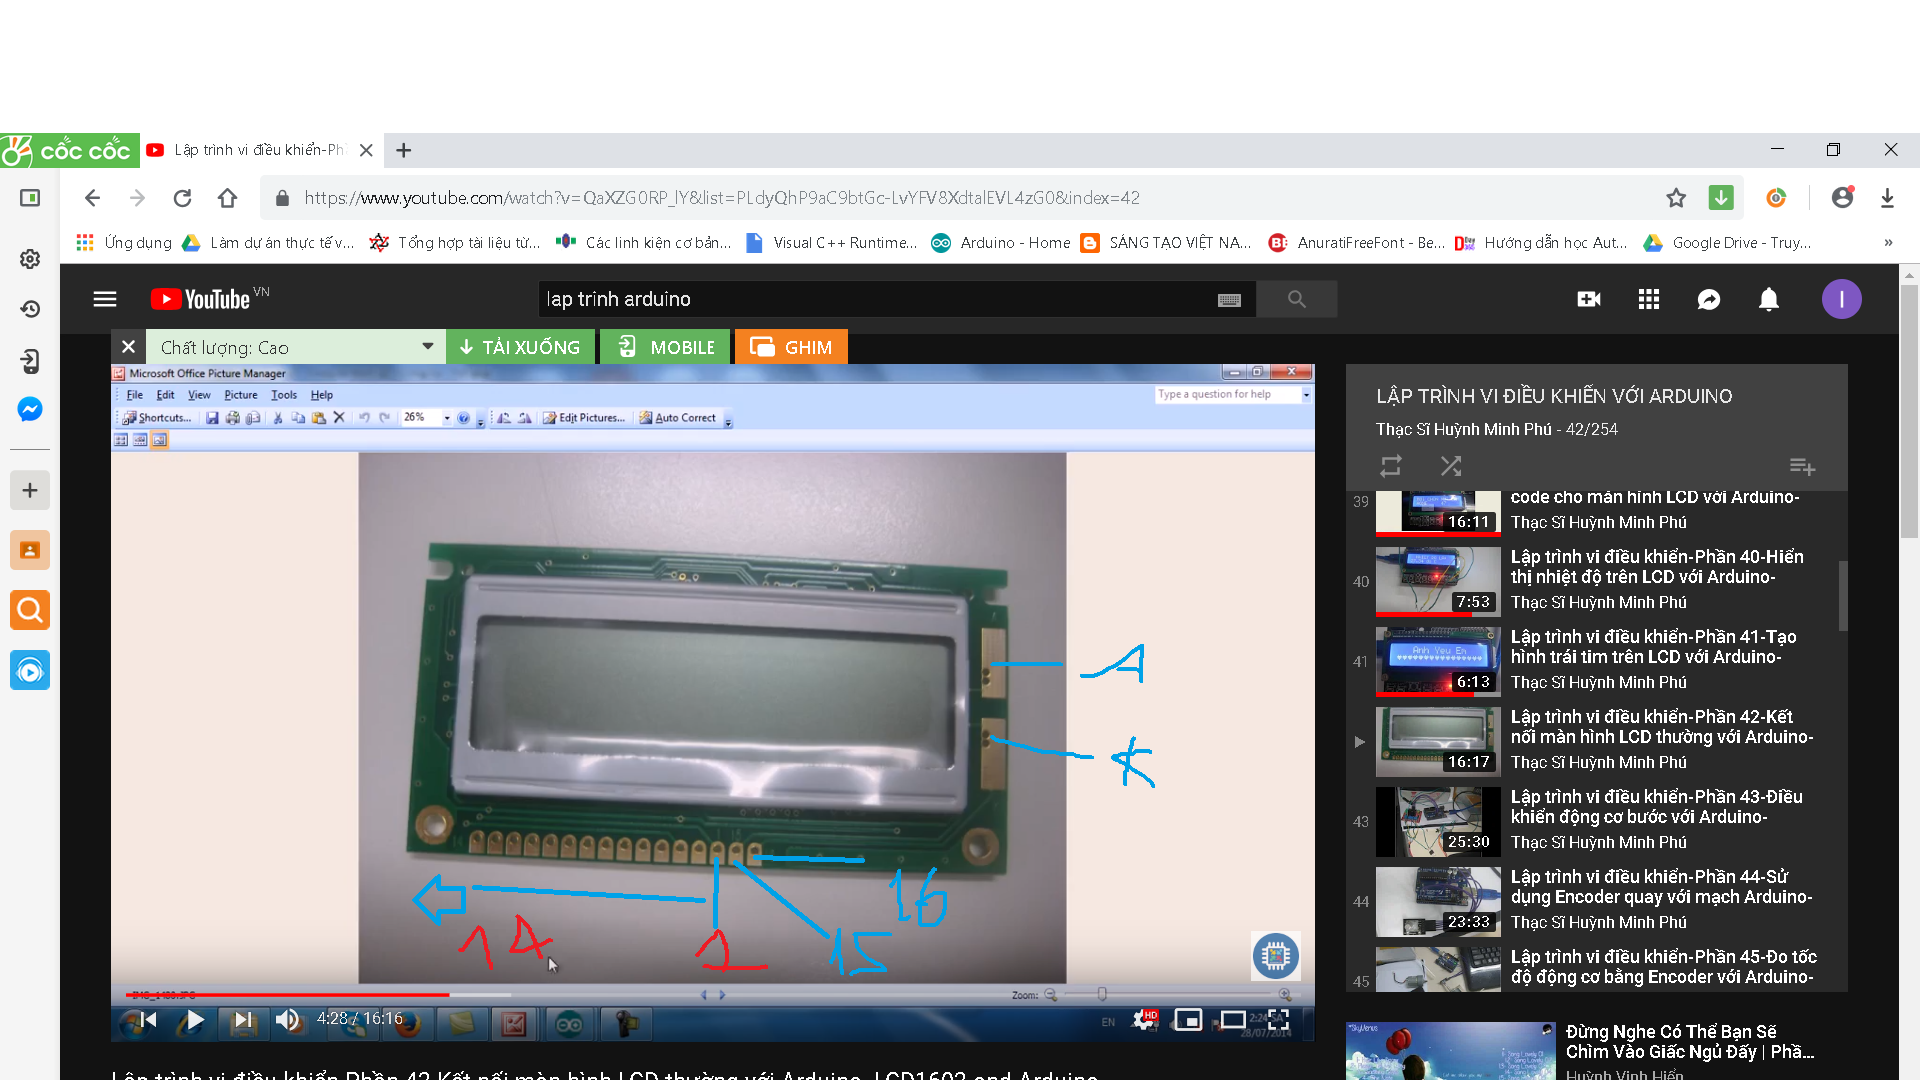 cốc cốc
Lập trình vi điều khiển-Ph
https://www.youtube.com/watch?v=QaXZG0RP_lY&list=PLdyQhP9aC9btGc-LvYFV8XdtalEVL4zG0&index=42
Ứng dụng
Làm dự án thực tế v...
Tổng hợp tài liệu từ...
Các linh kiện cơ bản...
Visual C++ Runtime...
Arduino - Home
SÁNG TẠO VIỆT NA...
AnuratiFreeFont - Be...
Hướng dẫn học Aut...
Google Drive - Truy...
»
YouTube VN
lap trinh arduino
I
Chất lượng: Cao
TẢI XUỐNG
MOBILE
GHIM
Microsoft Office Picture Manager
File Edit View Picture Tools Help
Type a question for help
Shortcuts...
26%
Edit Pictures...
Auto Correct
A
K
16
14
1
15
Zoom:
4:28 / 16:16
EN
HD
28/07/2014
LẬP TRÌNH VI ĐIỀU KHIỂN VỚI ARDUINO
Thạc Sĩ Huỳnh Minh Phú - 42/254
39
16:11
code cho màn hình LCD với Arduino-
Thạc Sĩ Huỳnh Minh Phú
40
7:53
Lập trình vi điều khiển-Phần 40-Hiển
thị nhiệt độ trên LCD với Arduino-
Thạc Sĩ Huỳnh Minh Phú
41
Anh Yeu Em
6:13
Lập trình vi điều khiển-Phần 41-Tạo
hình trái tim trên LCD với Arduino-
Thạc Sĩ Huỳnh Minh Phú
16:17
Lập trình vi điều khiển-Phần 42-Kết
nối màn hình LCD thường với Arduino-
Thạc Sĩ Huỳnh Minh Phú
43
25:30
Lập trình vi điều khiển-Phần 43-Điều
khiển động cơ bước với Arduino-
Thạc Sĩ Huỳnh Minh Phú
44
23:33
Lập trình vi điều khiển-Phần 44-Sử
dụng Encoder quay với mạch Arduino-
Thạc Sĩ Huỳnh Minh Phú
45
Lập trình vi điều khiển-Phần 45-Đo tốc
độ động cơ bằng Encoder với Arduino-
Đừng Nghe Có Thể Bạn Sẽ
Chìm Vào Giấc Ngủ Đấy | Phầ...
Huỳnh Vinh Hiển
Lập trình vi điều khiển-Phần 42-Kết nối màn hình LCD thường với Arduino- LCD1602 and Arduino